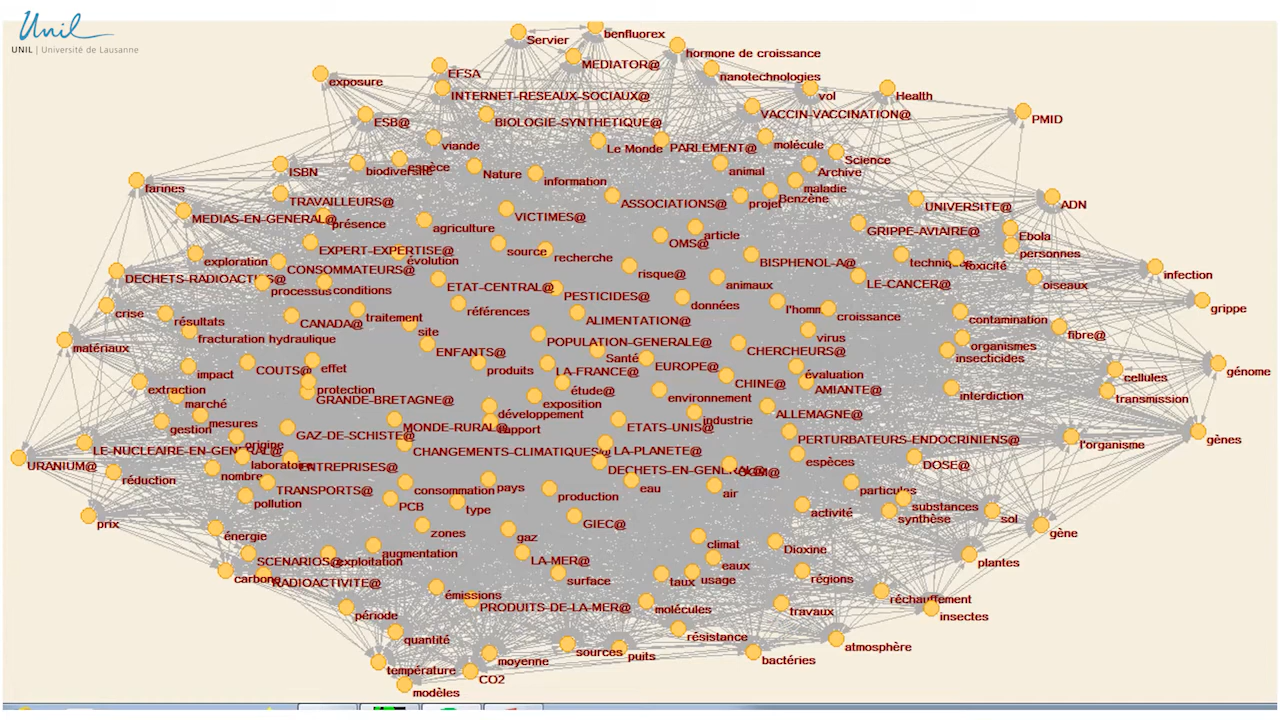 Unil
UNIL | Université de Lausanne
Servier
benfluorex
hormone de croissance
MEDIATOR@
EFSA
nanotechnologies
exposure
INTERNET-RESEAUX-SOCIAUX@
vol
Health
VACCIN-VACCINATION@
PMID
ESB@
BIOLOGIE-SYNTHETIQUE@
viande
Le Monde
PARLEMENT@
molécule
Science
ISBN
biodiversité
espèce
Nature
information
animal
Archive
maladie
farines
TRAVAILLEURS@
ASSOCIATIONS@
projet
Benzène
UNIVERSITE@
ADN
MEDIAS-EN-GENERAL@
présence
agriculture
VICTIMES@
OMS@
article
GRIPPE-AVIAIRE@
Ebola
personnes
exploration
EXPERT-EXPERTISE@
évolution
source
recherche
BISPHENOL-A@
technique
toxicité
infection
DECHETS-RADIOACTIFS@
CONSOMMATEURS@
risque@
animaux
LE-CANCER@
oiseaux
processus
conditions
ETAT-CENTRAL@
PESTICIDES@
données
l'homme
croissance
grippe
crise
résultats
CANADA@
traitement
références
ALIMENTATION@
contamination
fibre@
fracturation hydraulique
site
POPULATION-GENERALE@
virus
organismes
insecticides
matériaux
ENFANTS@
Santé
CHERCHEURS@
impact
COUTS@
effet
produits
LA-FRANCE@
EUROPE@
CHINE@
évaluation
AMIANTE@
cellules
génome
extraction
protection
GRANDE-BRETAGNE@
étude@
exposition
environnement
interdiction
transmission
marché
gestion
mesures
développement
rapport
industrie
ALLEMAGNE@
GAZ-DE-SCHISTE@
MONDE-RURAL@
ETATS-UNIS@
PERTURBATEURS-ENDOCRINIENS@
l'organisme
gènes
LE-NUCLEAIRE-EN-GENERAL@
origine
CHANGEMENTS-CLIMATIQUES@
LA-PLANETE@
URANIUM@
laboratoire
ENTREPRISES@
DECHETS-EN-GENERAL@
OGM@
espèces
DOSE@
réduction
nombre
TRANSPORTS@
consommation
pays
production
eau
air
particules
pollution
PCB
type
activité
substances
synthèse
sol
prix
énergie
zones
gaz
GIEC@
climat
Dioxine
gène
SCENARIOS@
exploitation
augmentation
LA-MER@
eaux
plantes
carbone
RADIOACTIVITE@
surface
taux
usage
régions
émissions
PRODUITS-DE-LA-MER@
molécules
travaux
réchauffement
insectes
période
quantité
résistance
atmosphère
température
moyenne
sources
puits
bactéries
CO2
modèles